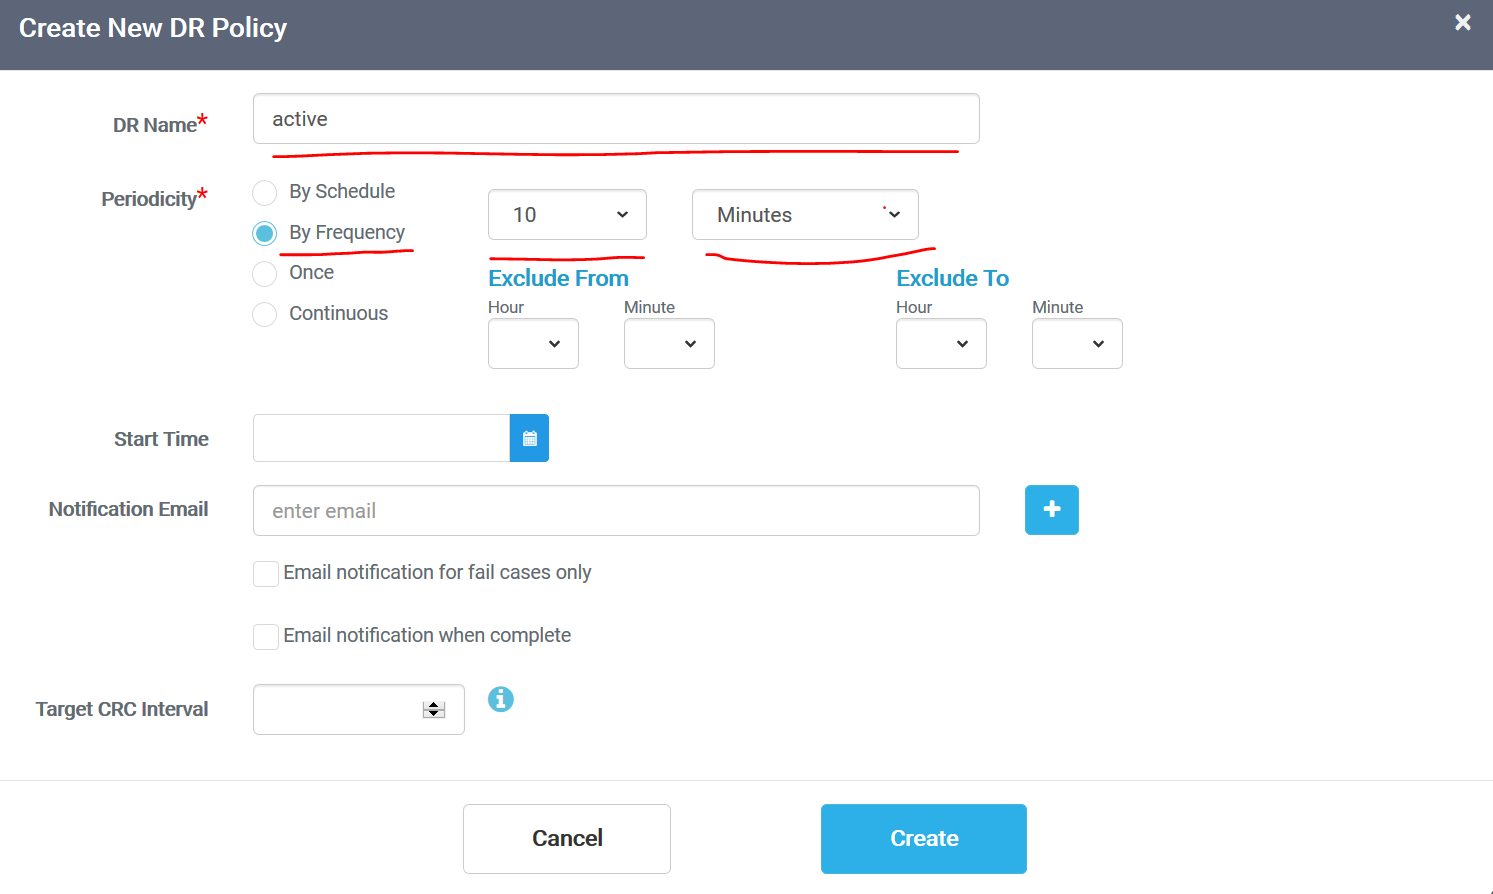 Create New DR Policy
DR Name* active
Periodicity* By Schedule 10 Minutes
By Frequency
Once
Continuous
Exclude From Exclude To
Hour Minute Hour Minute
Start Time
Notification Email enter email
Email notification for fail cases only
Email notification when complete
Target CRC Interval
Cancel Create